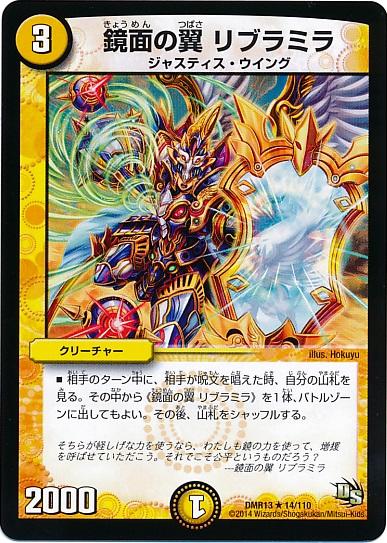 3
きょうめん つばさ
鏡面の翼 リブラミラ
ジャスティス・ウイング
クリーチャー
illus. Hokuyu
■ 相手のターン中に、相手が呪文を唱えた時、自分の山札を
見る。その中から《鏡面の翼 リブラミラ》を1体、バトルゾ
ーンに出してもよい。その後、山札をシャッフルする。
そちらが妖しげな力を使うなら、わたしも鏡の力を使って、増援
を呼ばせていただこう。それでこそ公平というものだろう？
---鏡面の翼 リブラミラ
2000
1
DMR13 ★ 14/110
©2014 Wizards/Shogakukan/Mitsui-Kids
DS